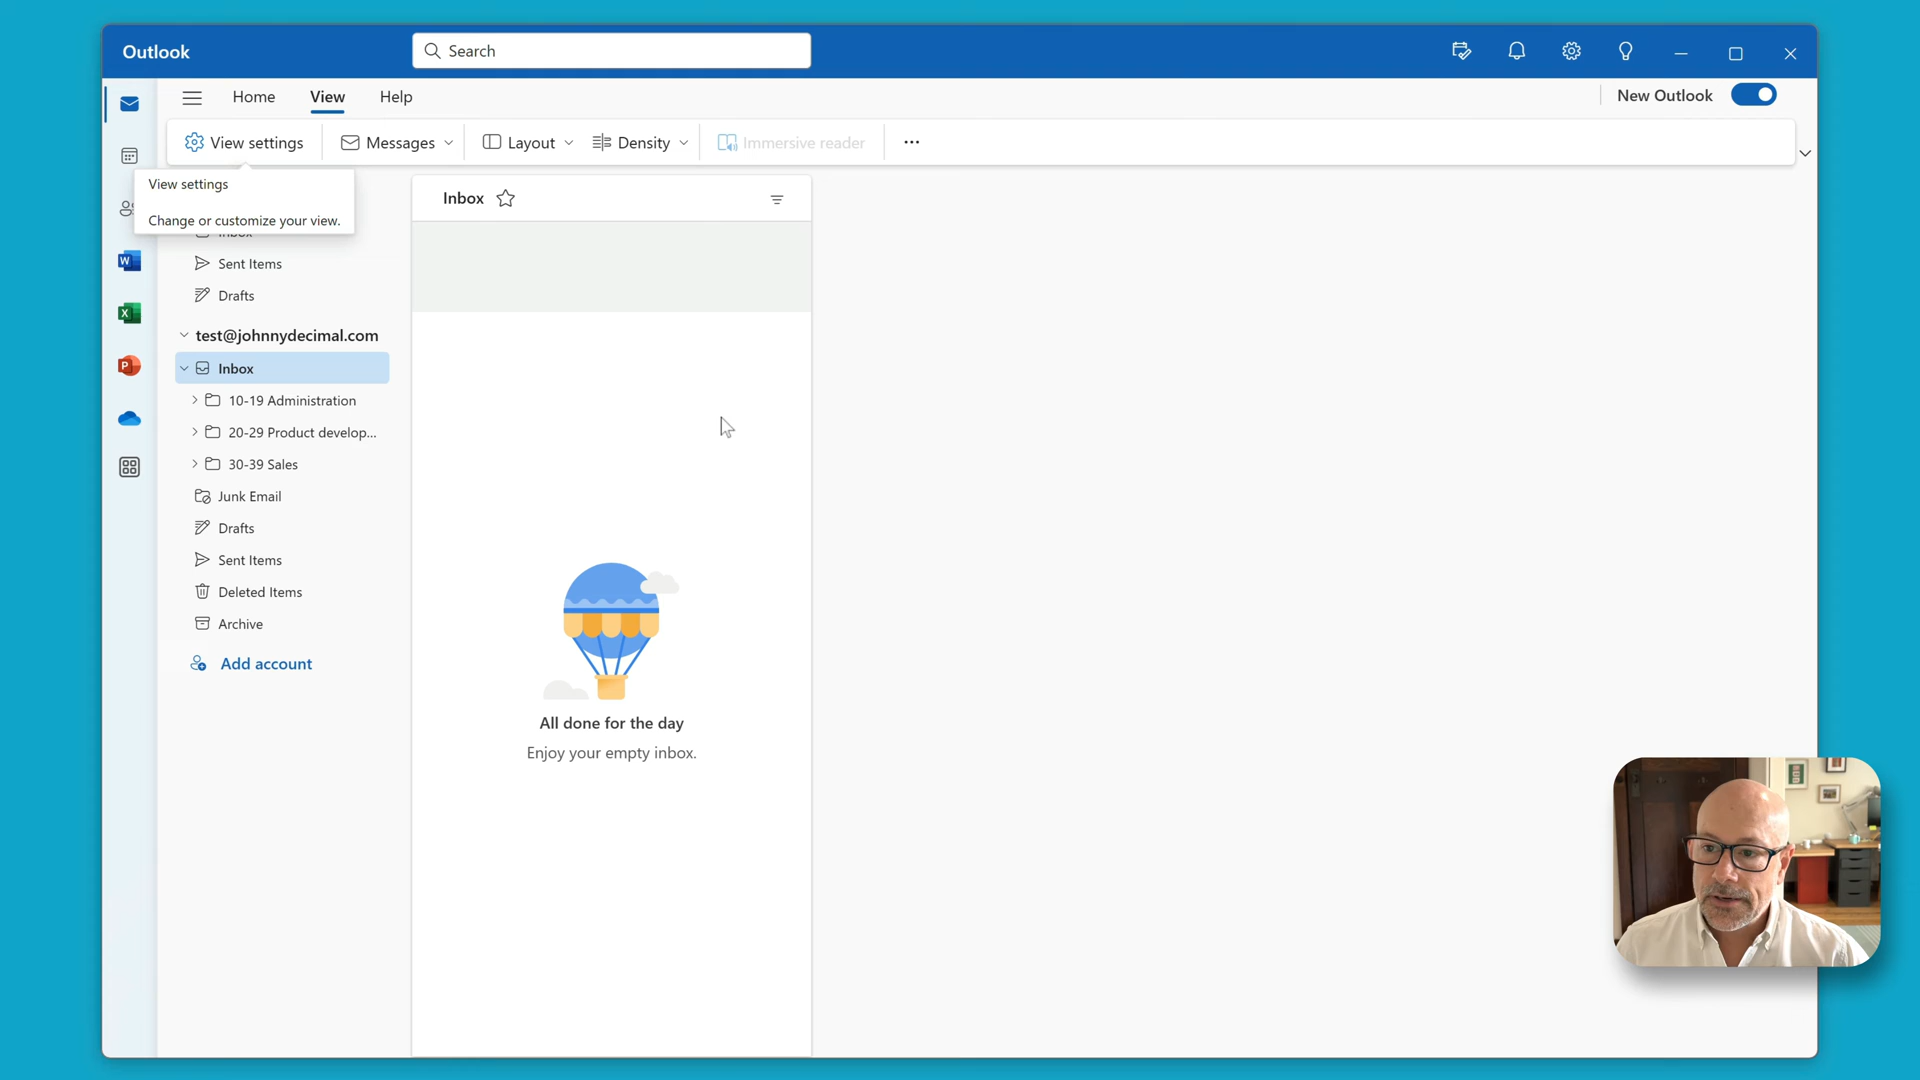 Outlook
Search
Home
View
Help
New Outlook
View settings
Messages
Layout
Density
Immersive reader
View settings
Change or customize your view.
Inbox
Inbox
Sent Items
Drafts
test@johnnydecimal.com
Inbox
10-19 Administration
20-29 Product develop...
30-39 Sales
Junk Email
Drafts
Sent Items
Deleted Items
Archive
Add account
All done for the day
Enjoy your empty inbox.